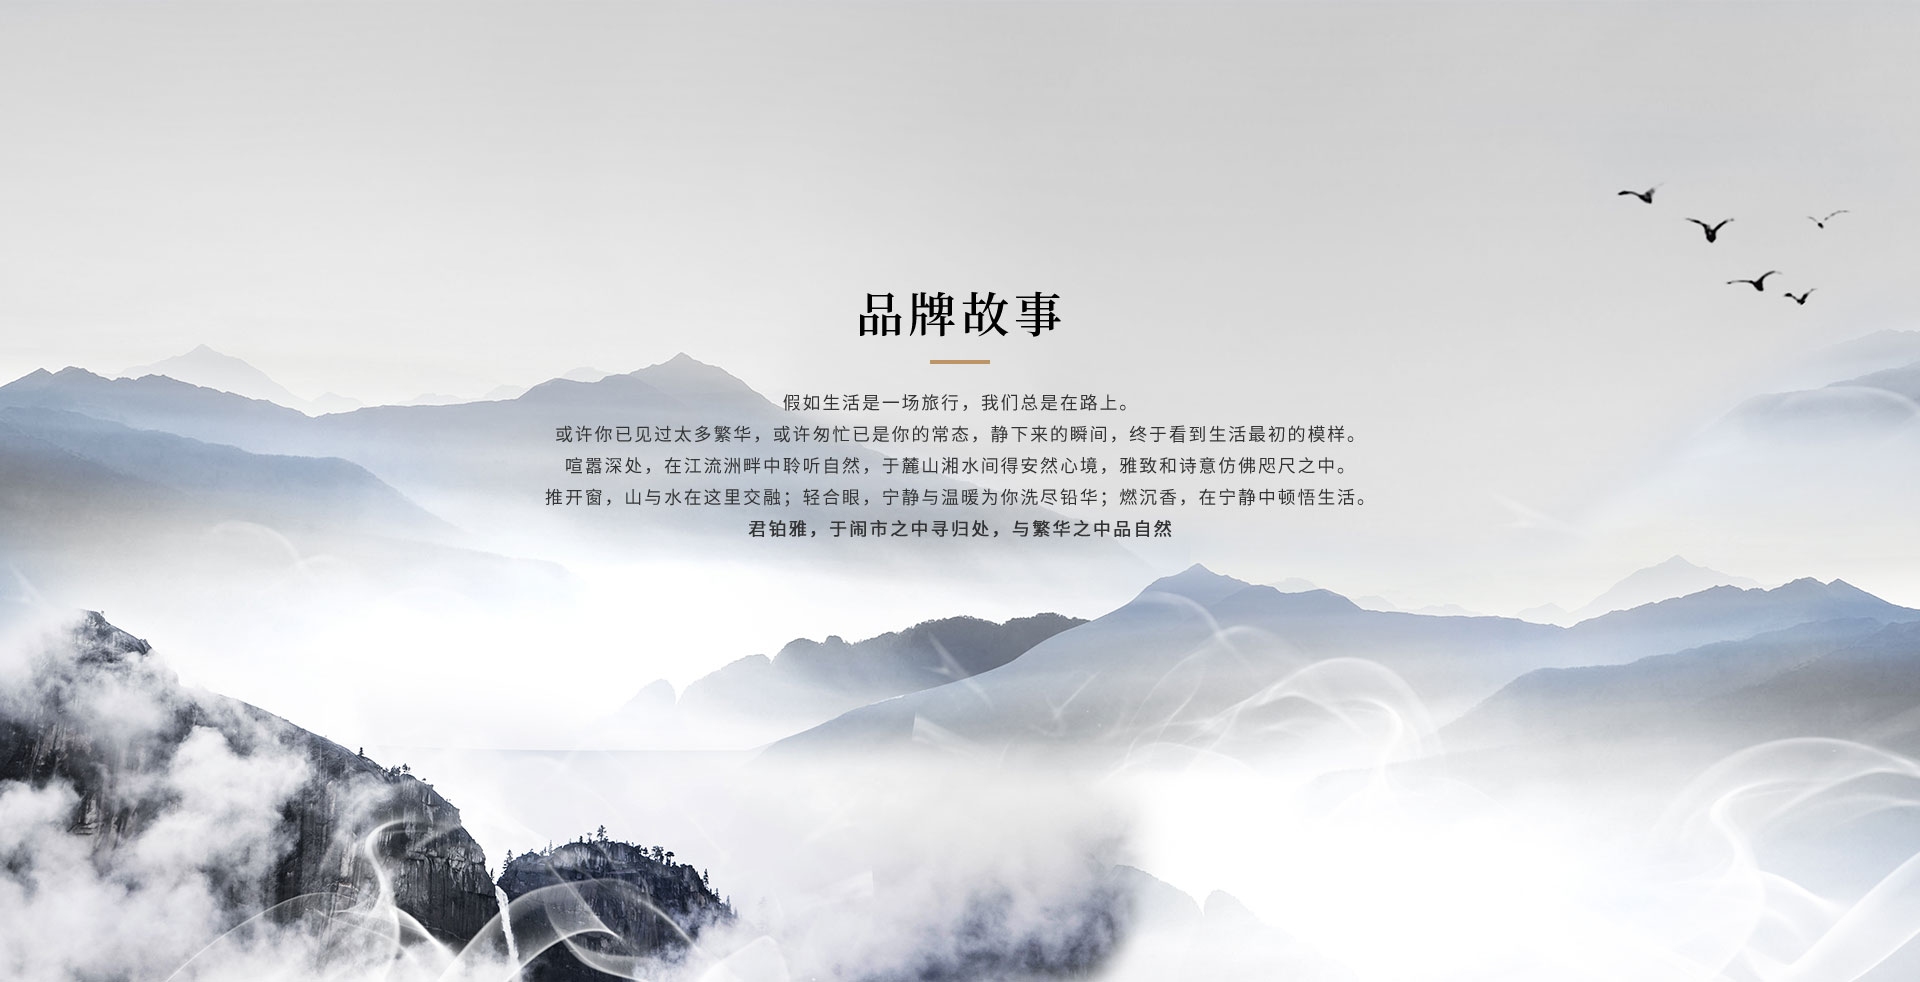 品牌故事
假如生活是一场旅行，我们总是在路上。
或许你已见过太多繁华，或许匆忙已是你的常态，静下来的瞬间，终于看到生活最初的模样。
喧嚣深处，在江流洲畔中聆听自然，于麓山湘水间得安然心境，雅致和诗意仿佛咫尺之中。
推开窗，山与水在这里交融；轻合眼，宁静与温暖为你洗尽铅华；燃沉香，在宁静中顿悟生活。
君铂雅，于闹市之中寻归处，与繁华之中品自然